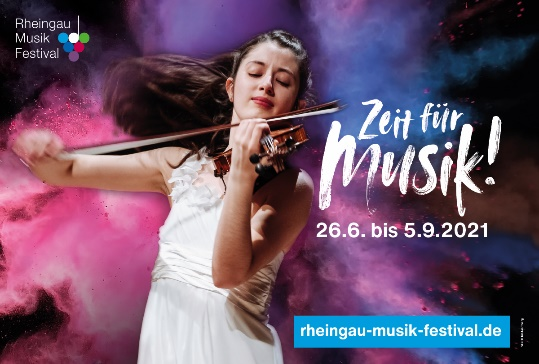 Rheingau
Musik
Festival
Zeit für
Musik!
26.6. bis 5.9.2021
rheingau-musik-festival.de